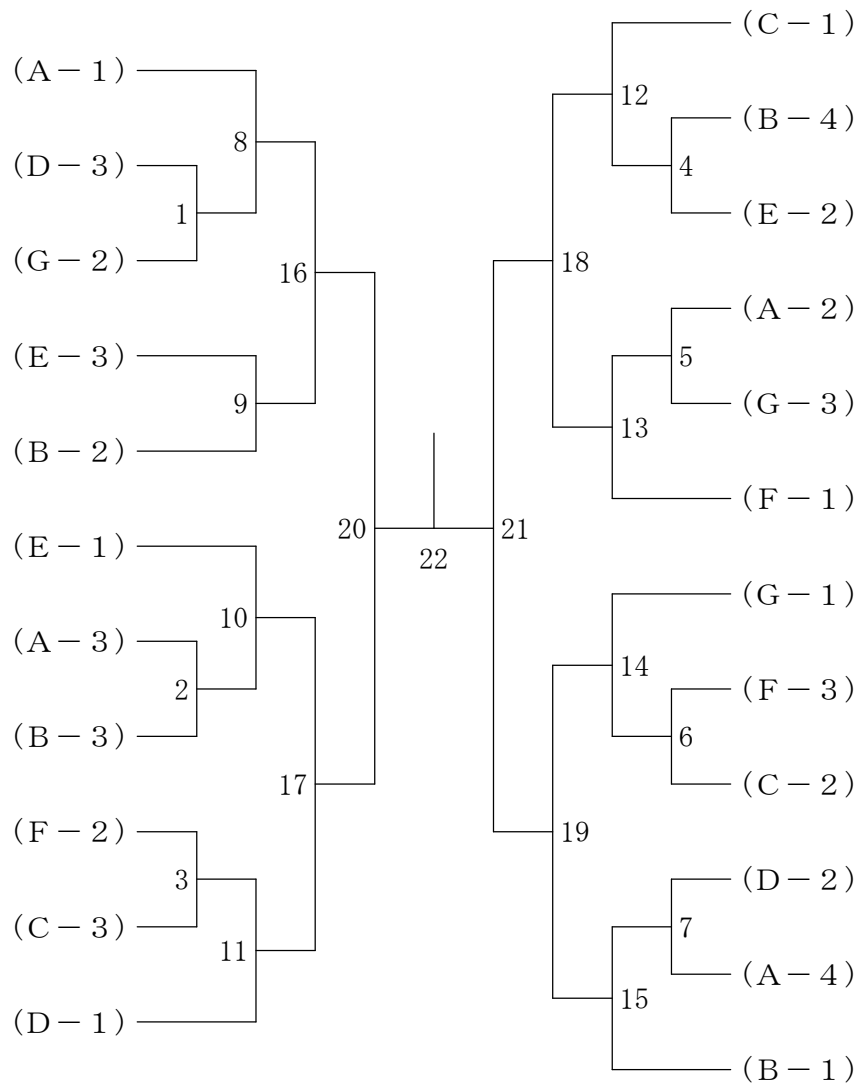 (A－1)
(D－3)
(G－2)
(E－3)
(B－2)
(E－1)
(A－3)
(B－3)
(F－2)
(C－3)
(D－1)
1
2
3
8
9
10
11
16
17
20
22
21
18
19
12
13
14
15
4
5
6
7
(C－1)
(B－4)
(E－2)
(A－2)
(G－3)
(F－1)
(G－1)
(F－3)
(C－2)
(D－2)
(A－4)
(B－1)